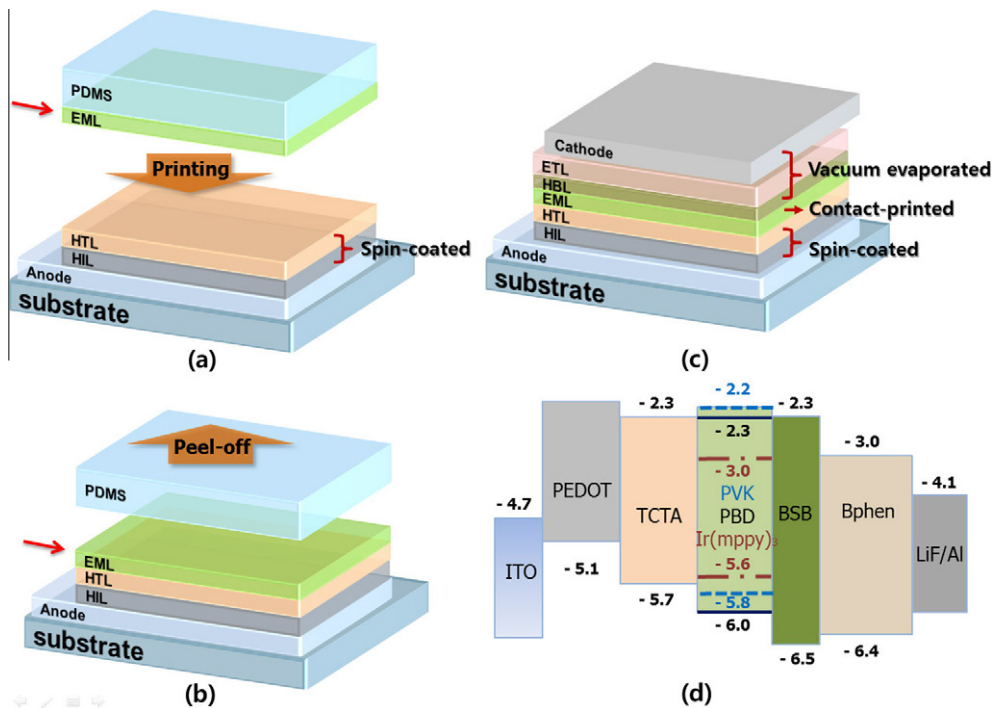 PDMS
EML
Printing
HTL
HIL
Spin-coated
Anode
substrate
(a)
Peel-off
PDMS
EML
HTL
HIL
Anode
substrate
(b)
Cathode
ETL
HBL
EML
HTL
HIL
Vacuum evaporated
Contact-printed
Spin-coated
Anode
substrate
(c)
- 2.2
- 2.3
- 2.3
- 2.3
- 3.0
- 3.0
- 4.1
- 4.7
PEDOT
TCTA
PVK
PBD
Ir(mppy)₃
BSB
Bphen
LiF/Al
ITO
- 5.1
- 5.6
- 5.7
- 5.8
- 6.0
- 6.5
- 6.4
(d)